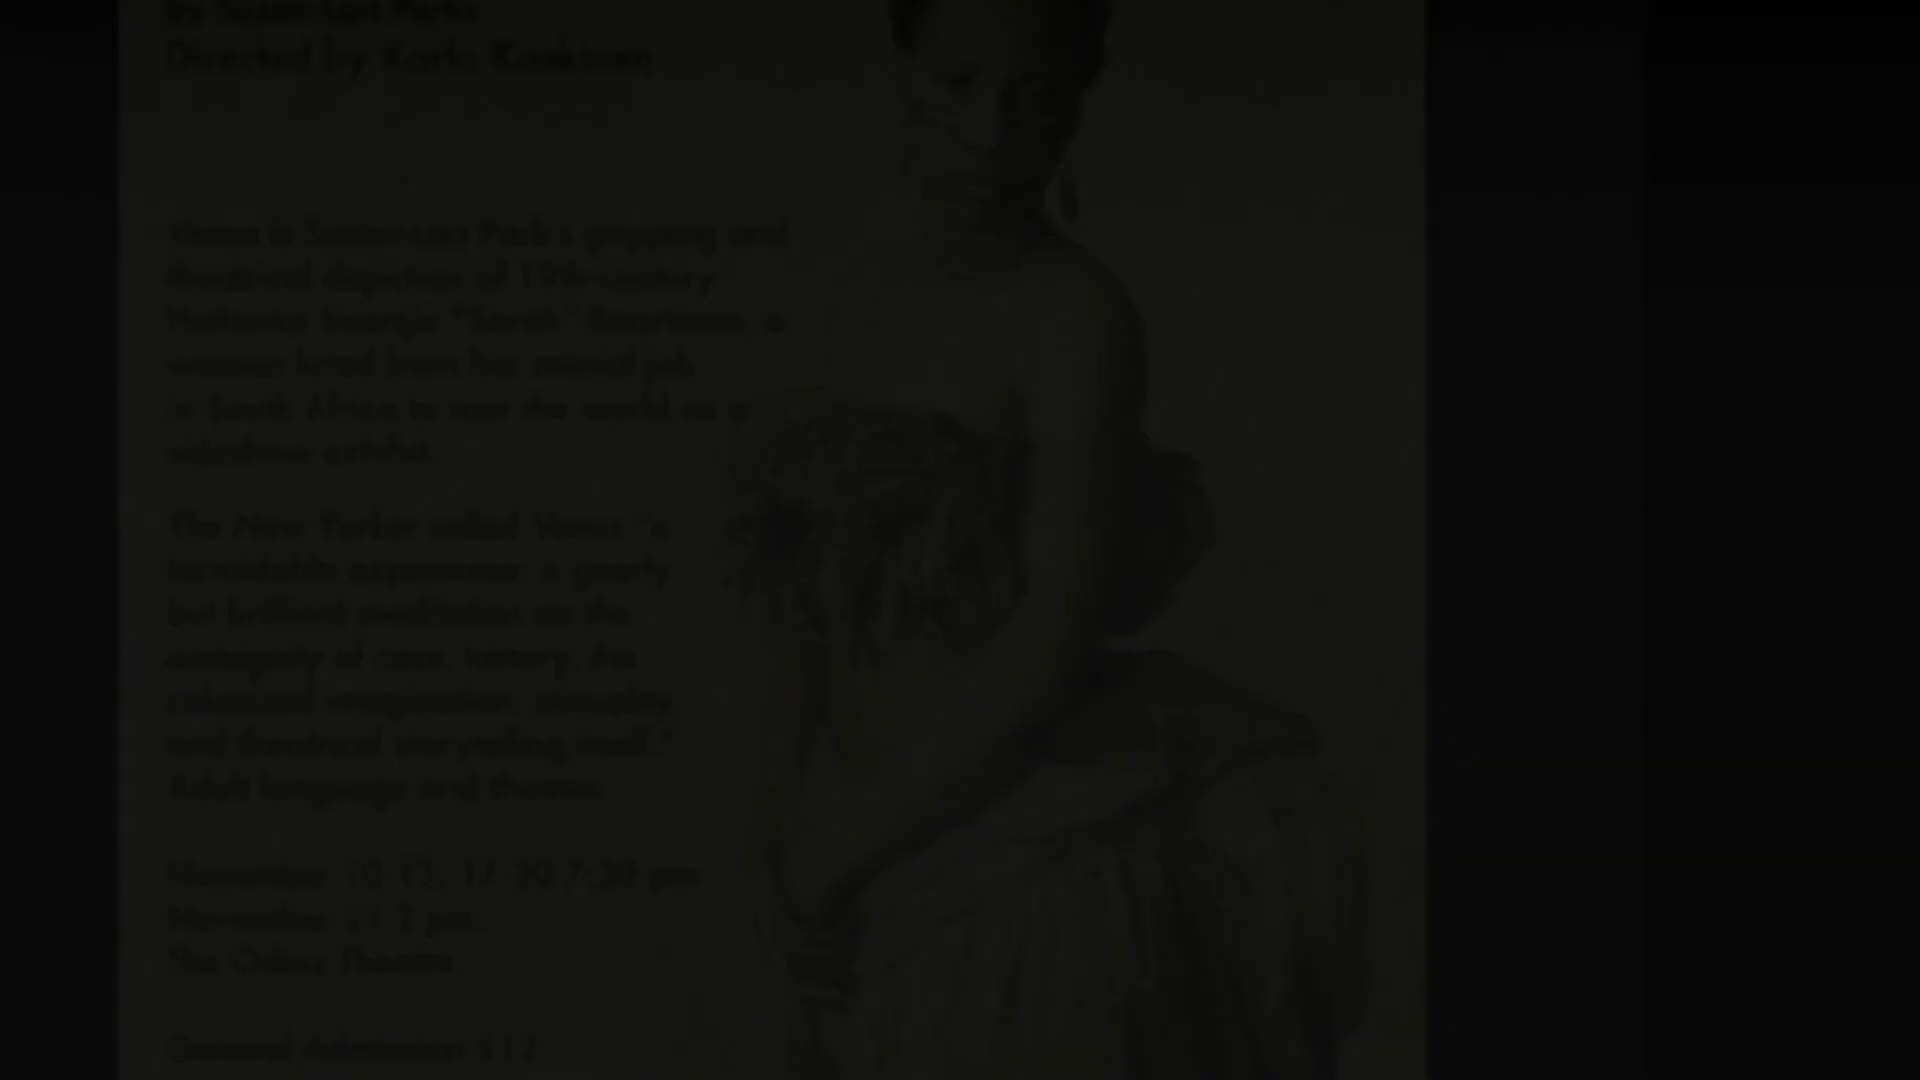 by Suzan-Lori Parks
Directed by Karla Koskinen
Venus is Suzan-Lori Park's gripping and
theatrical depiction of 19th-century
Hottentot Saartjie "Sarah" Baartman, a
woman lured from her menial job
in South Africa to tour the world as a
sideshow exhibit.
The New Yorker called Venus "a
formidable experience: a gnarly
but brilliant meditation on the
ambiguity of race, history, the
colonized imagination, sexuality,
and theatrical storytelling itself."
Adult language and themes.
November 10-13, 17-20 7:30 pm
November 21 2 pm
The Odess Theatre
General Admission $12